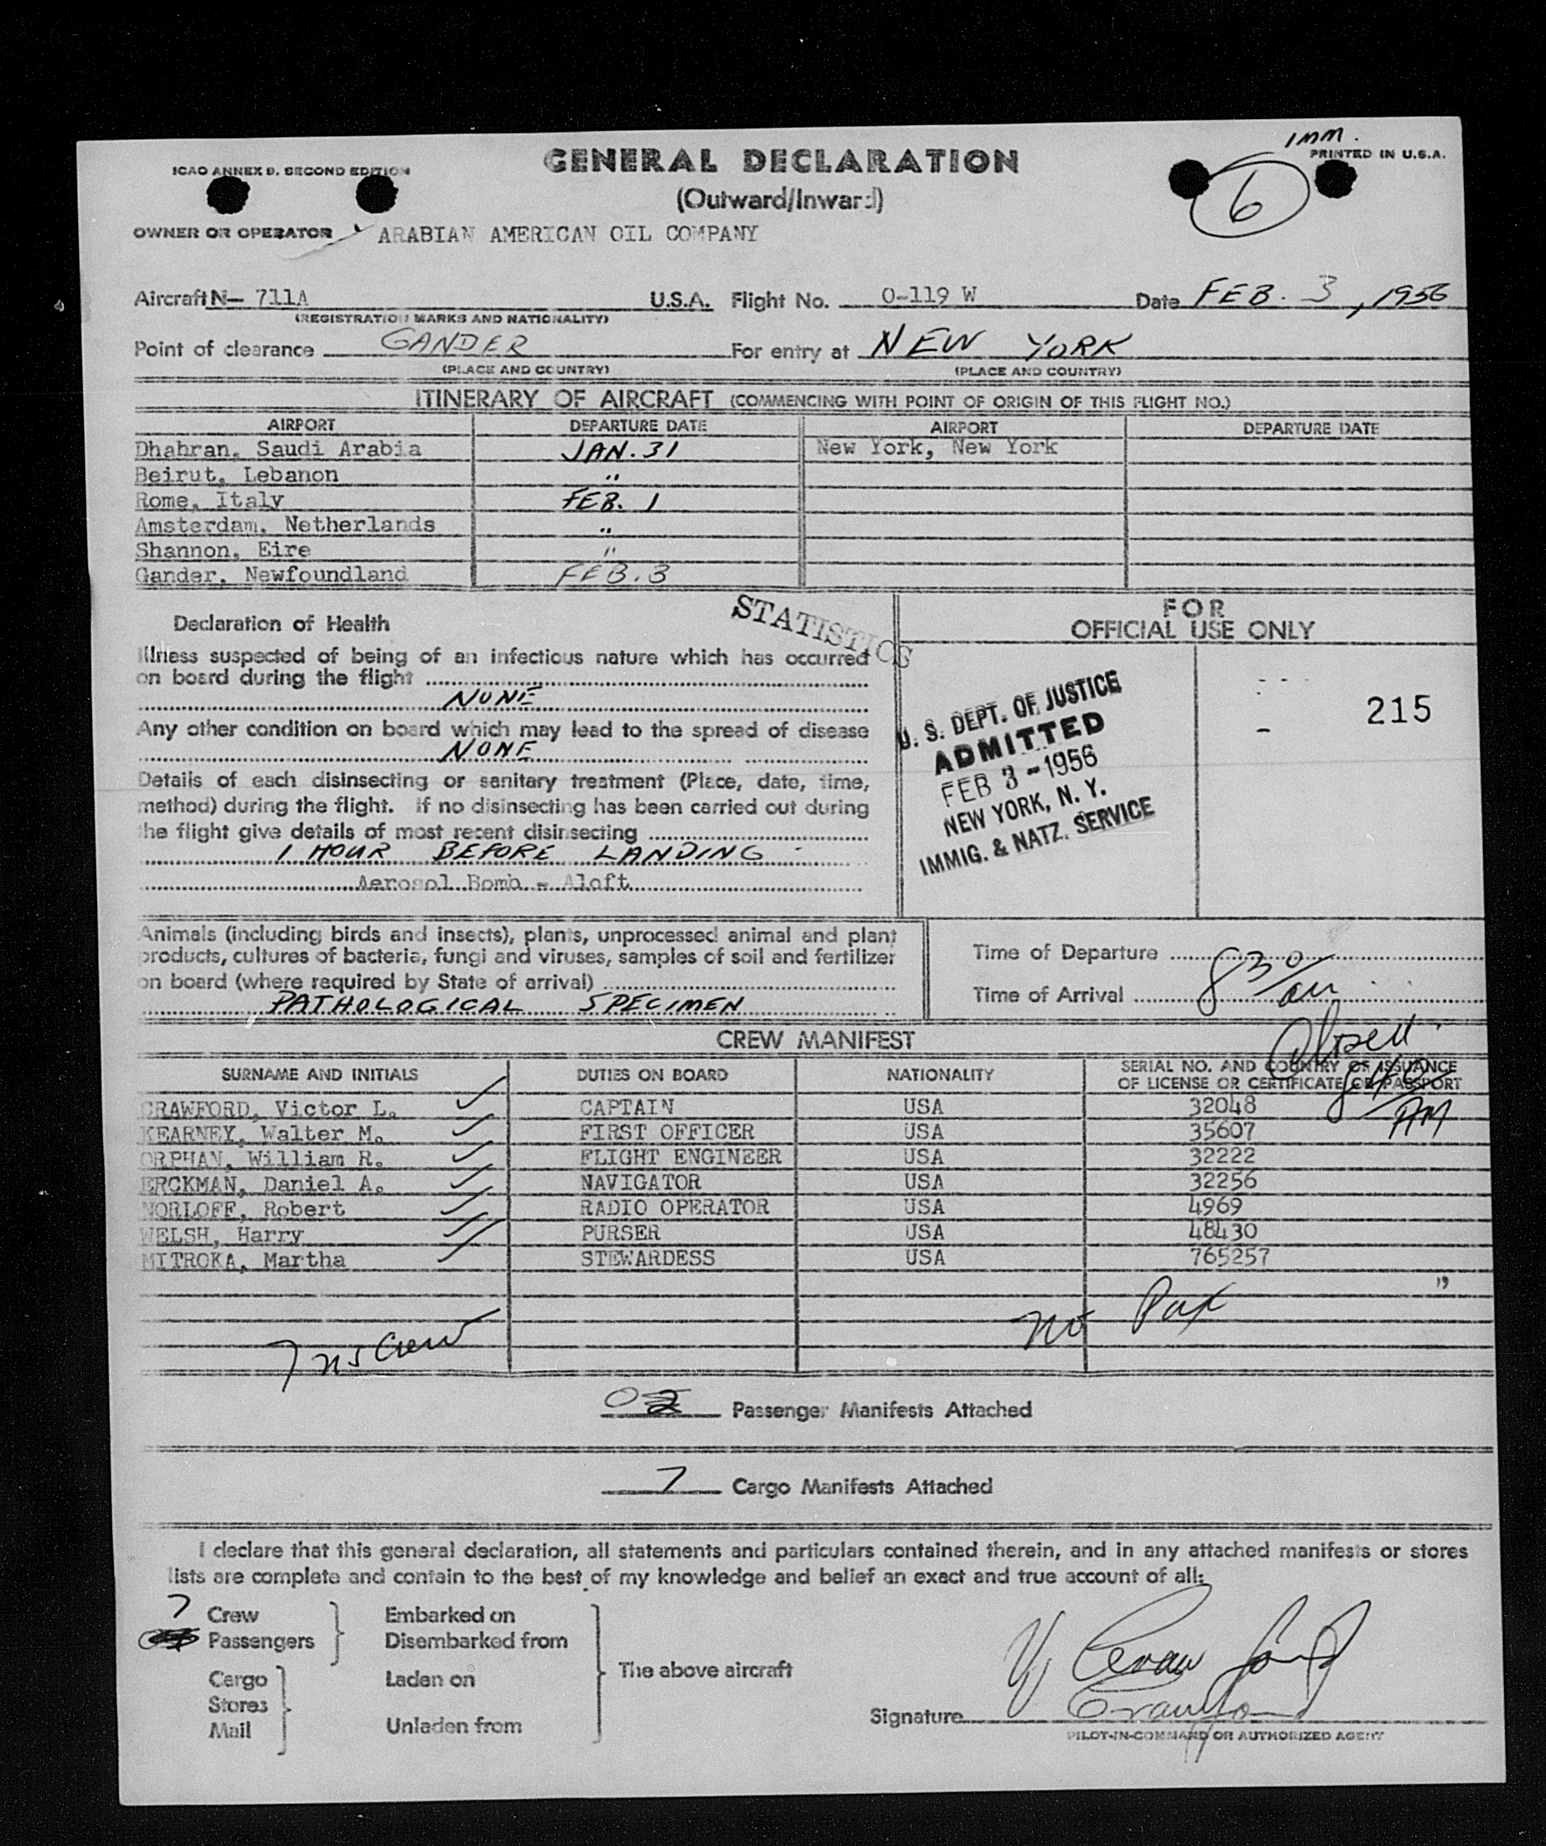 1MM.
ICAO ANNEX 9. SECOND EDITION
GENERAL DECLARATION
PRINTED IN U.S.A.
(Outward/Inward)
6
OWNER OR OPERATOR ARABIAN AMERICAN OIL COMPANY
Aircraft N- 711A U.S.A. Flight No. O-119 W Date FEB. 3, 1956
(REGISTRATION MARKS AND NATIONALITY)
Point of clearance GANDER For entry at NEW YORK
(PLACE AND COUNTRY) (PLACE AND COUNTRY)
ITINERARY OF AIRCRAFT (COMMENCING WITH POINT OF ORIGIN OF THIS FLIGHT NO.)
AIRPORT DEPARTURE DATE AIRPORT DEPARTURE DATE
Dhahran, Saudi Arabia JAN. 31 New York, New York
Beirut, Lebanon "
Rome, Italy FEB. 1
Amsterdam, Netherlands "
Shannon, Eire "
Gander, Newfoundland FEB. 3
STATISTICS
Declaration of Health
Illness suspected of being of an infectious nature which has occurred
on board during the flight
NONE
Any other condition on board which may lead to the spread of disease
NONE
Details of each disinsecting or sanitary treatment (Place, date, time,
method) during the flight. If no disinsecting has been carried out during
the flight give details of most recent disinsecting
1 HOUR BEFORE LANDING
Aerosol Bomb - Aloft
FOR
OFFICIAL USE ONLY
U. S. DEPT. OF JUSTICE
ADMITTED
FEB 3 - 1956
NEW YORK, N. Y.
IMMIG. & NATZ. SERVICE
215
Animals (including birds and insects), plants, unprocessed animal and plant
products, cultures of bacteria, fungi and viruses, samples of soil and fertilizer
on board (where required by State of arrival)
PATHOLOGICAL SPECIMEN
Time of Departure
Time of Arrival 8 30/am
CREW MANIFEST
SURNAME AND INITIALS DUTIES ON BOARD NATIONALITY SERIAL NO. AND COUNTRY OF ISSUANCE
OF LICENSE OR CERTIFICATE OR PASSPORT
AM
CRAWFORD, Victor L. CAPTAIN USA 32048
KEARNEY, Walter M. FIRST OFFICER USA 35607
ORPHAN, William R. FLIGHT ENGINEER USA 32222
ERCKMAN, Daniel A. NAVIGATOR USA 32256
NORLOFF, Robert RADIO OPERATOR USA 4969
WELSH, Harry PURSER USA 48430
MITROKA, Martha STEWARDESS USA 765257
No Pax
7 Crew
Passenger Manifests Attached
7 Cargo Manifests Attached
I declare that this general declaration, all statements and particulars contained therein, and in any attached manifests or stores
lists are complete and contain to the best of my knowledge and belief an exact and true account of all:
7 Crew Embarked on
Passengers Disembarked from
Cargo Laden on
The above aircraft
Stores
Mail Unladen from
V Crawford
Signature Crawford
PILOT-IN-COMMAND OR AUTHORIZED AGENT